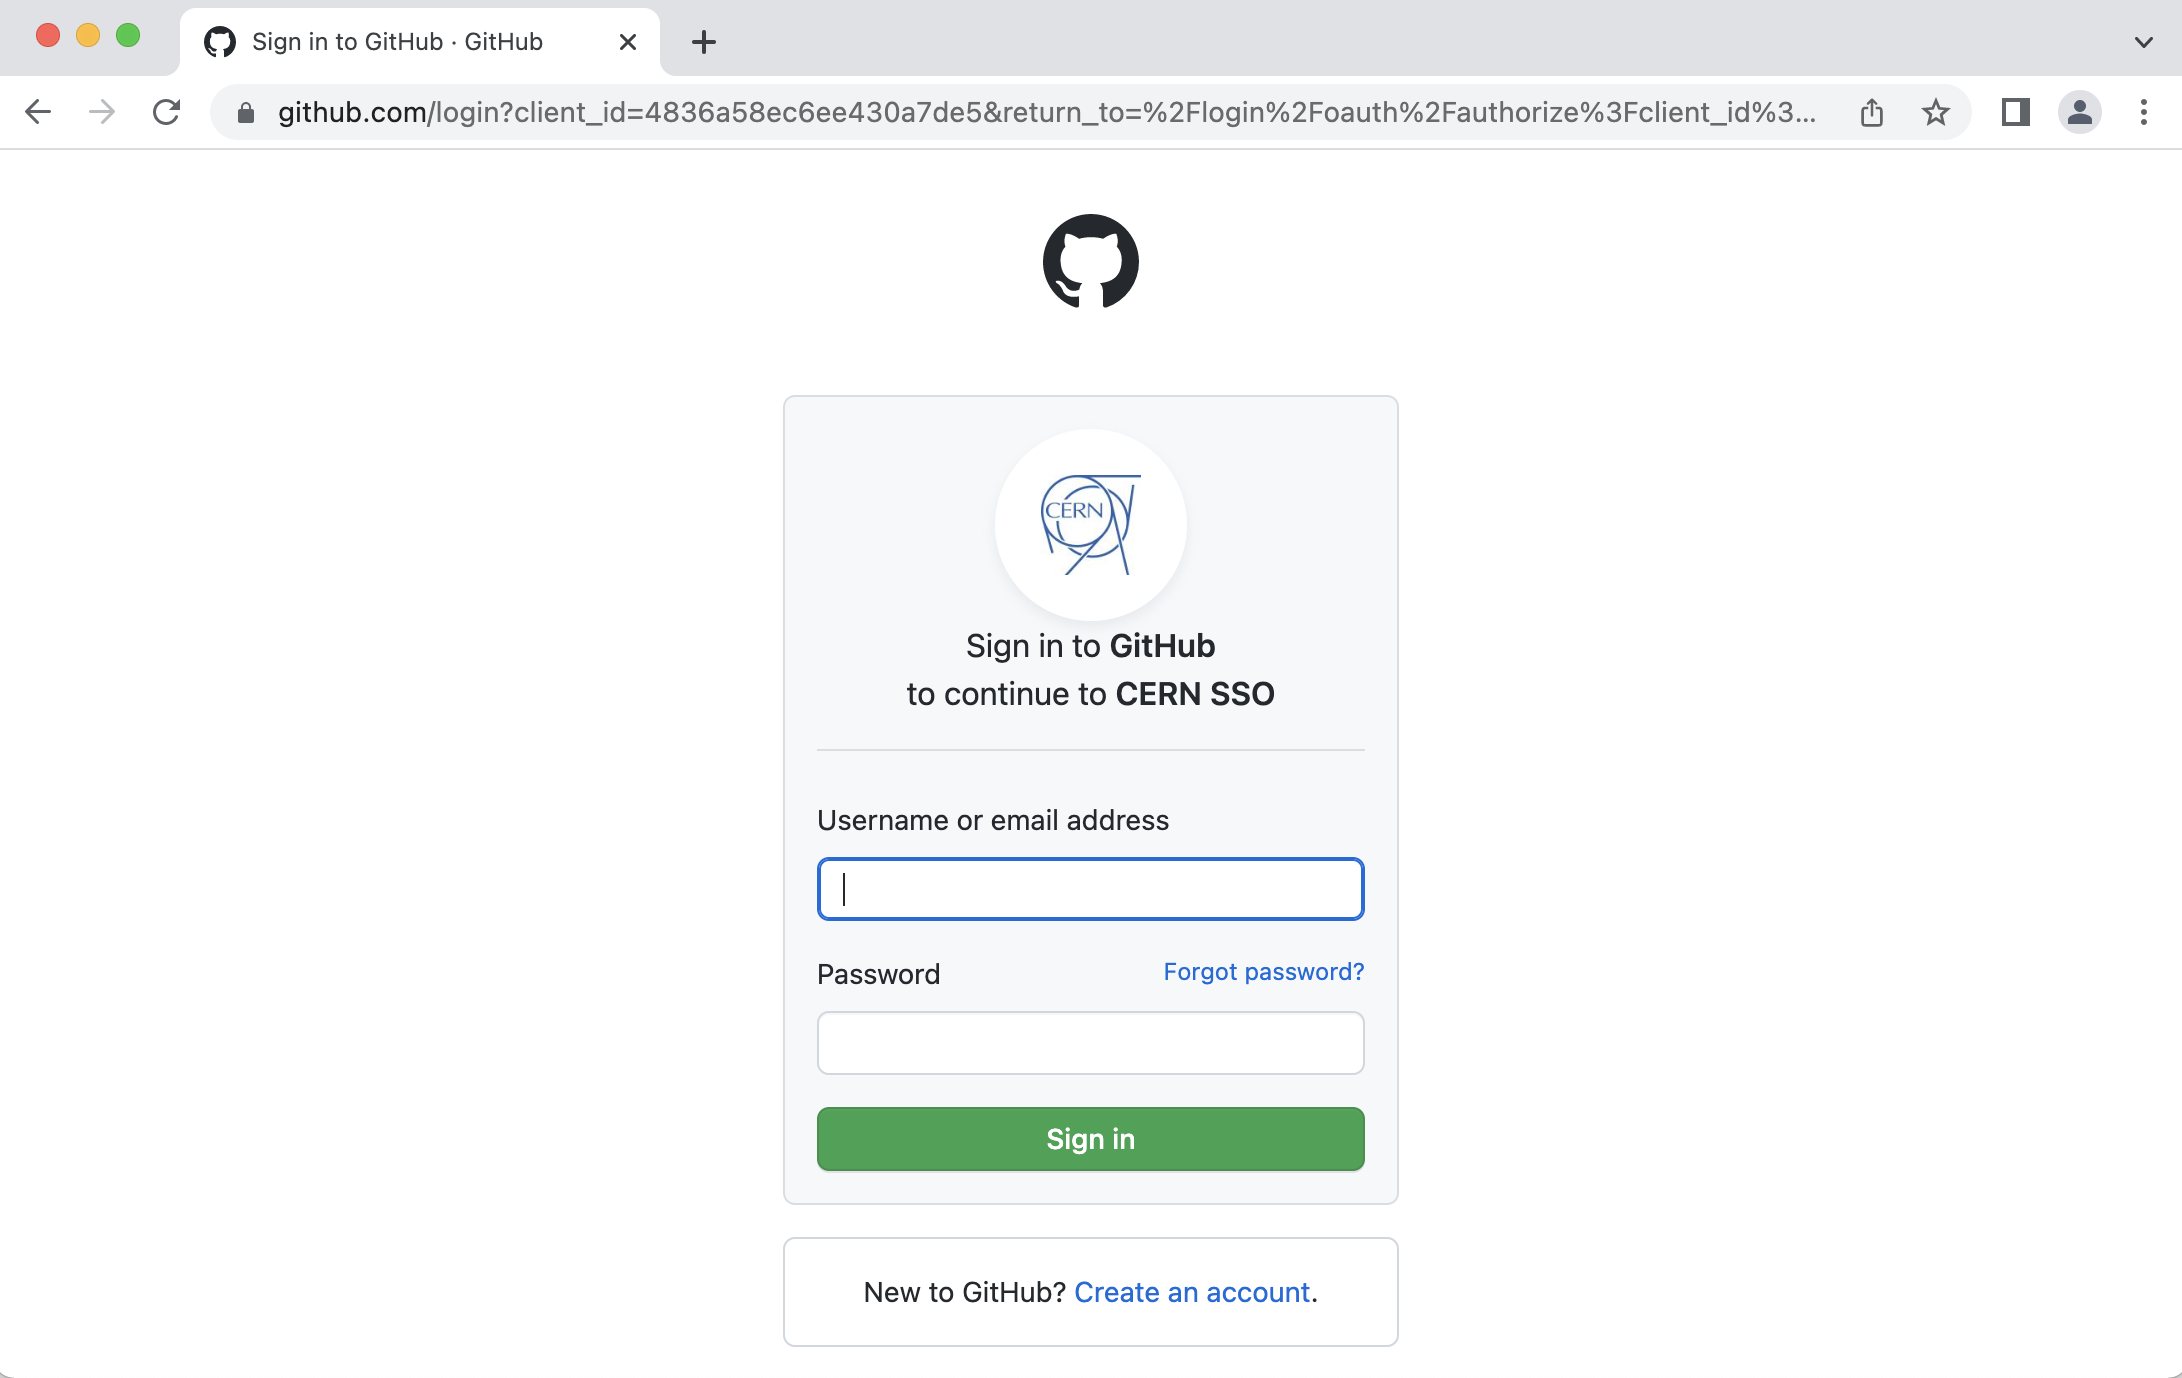 Sign in to GitHub · GitHub
github.com/login?client_id=4836a58ec6ee430a7de5&return_to=%2Flogin%2Foauth%2Fauthorize%3Fclient_id%3...
CERN
Sign in to GitHub
to continue to CERN SSO
Username or email address
Password
Forgot password?
Sign in
New to GitHub? Create an account.